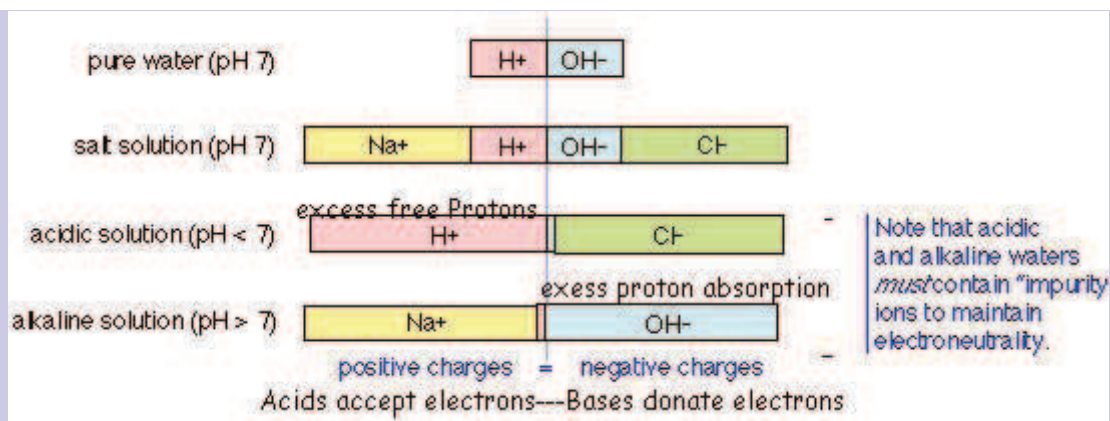 pure water (pH 7) H+ OH-
salt solution (pH 7) Na+ H+ OH- Cl-
excess free Protons
acidic solution (pH < 7) H+ Cl-
exess proton absorption
alkaline solution (pH > 7) Na+ OH-
positive charges = negative charges
Acids accept electrons---Bases donate electrons
Note that acidic
and alkaline waters
must contain "impurity
ions to maintain
electroneutrality.